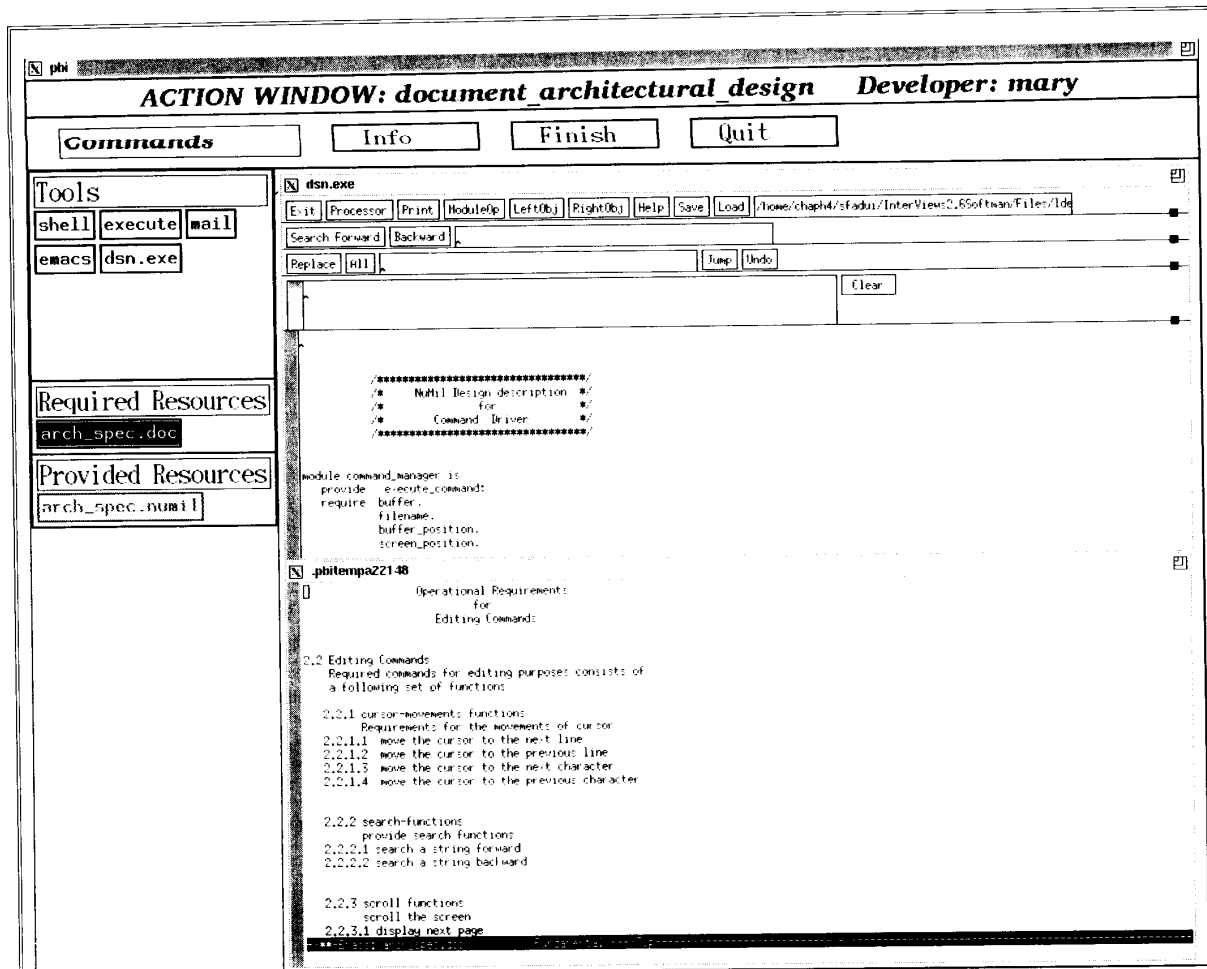 pbi
ACTION WINDOW: document_architectural_design Developer: mary
Commands Info Finish Quit
Tools
shell execute mail
emacs dsn.exe
Required Resources
arch_spec.doc
Provided Resources
arch_spec.numil
dsn.exe
Exit Processor Print ModuleOp LeftObj RightObj Help Save Load /home/chaph4/sfadui/InterViews2.6Softman/Files/lde
Search Forward Backward
Replace All Jump Undo
Clear
/*********************************/
/* NuMil Design description */
/* for */
/* Command Driver */
/*********************************/
module command_manager is
provide execute_command;
require buffer,
filename,
buffer_position,
screen_position,
.pbitempa22148
Operational Requirements
for
Editing Commands
2.2 Editing Commands
Required commands for editing purposes consists of
a following set of functions
2.2.1 cursor-movements functions
Requirements for the movements of cursor
2.2.1.1 move the cursor to the next line
2.2.1.2 move the cursor to the previous line
2.2.1.3 move the cursor to the next character
2.2.1.4 move the cursor to the previous character
2.2.2 search-functions
provide search functions
2.2.2.1 search a string forward
2.2.2.2 search a string backward
2.2.3 scroll functions
scroll the screen
2.2.3.1 display next page